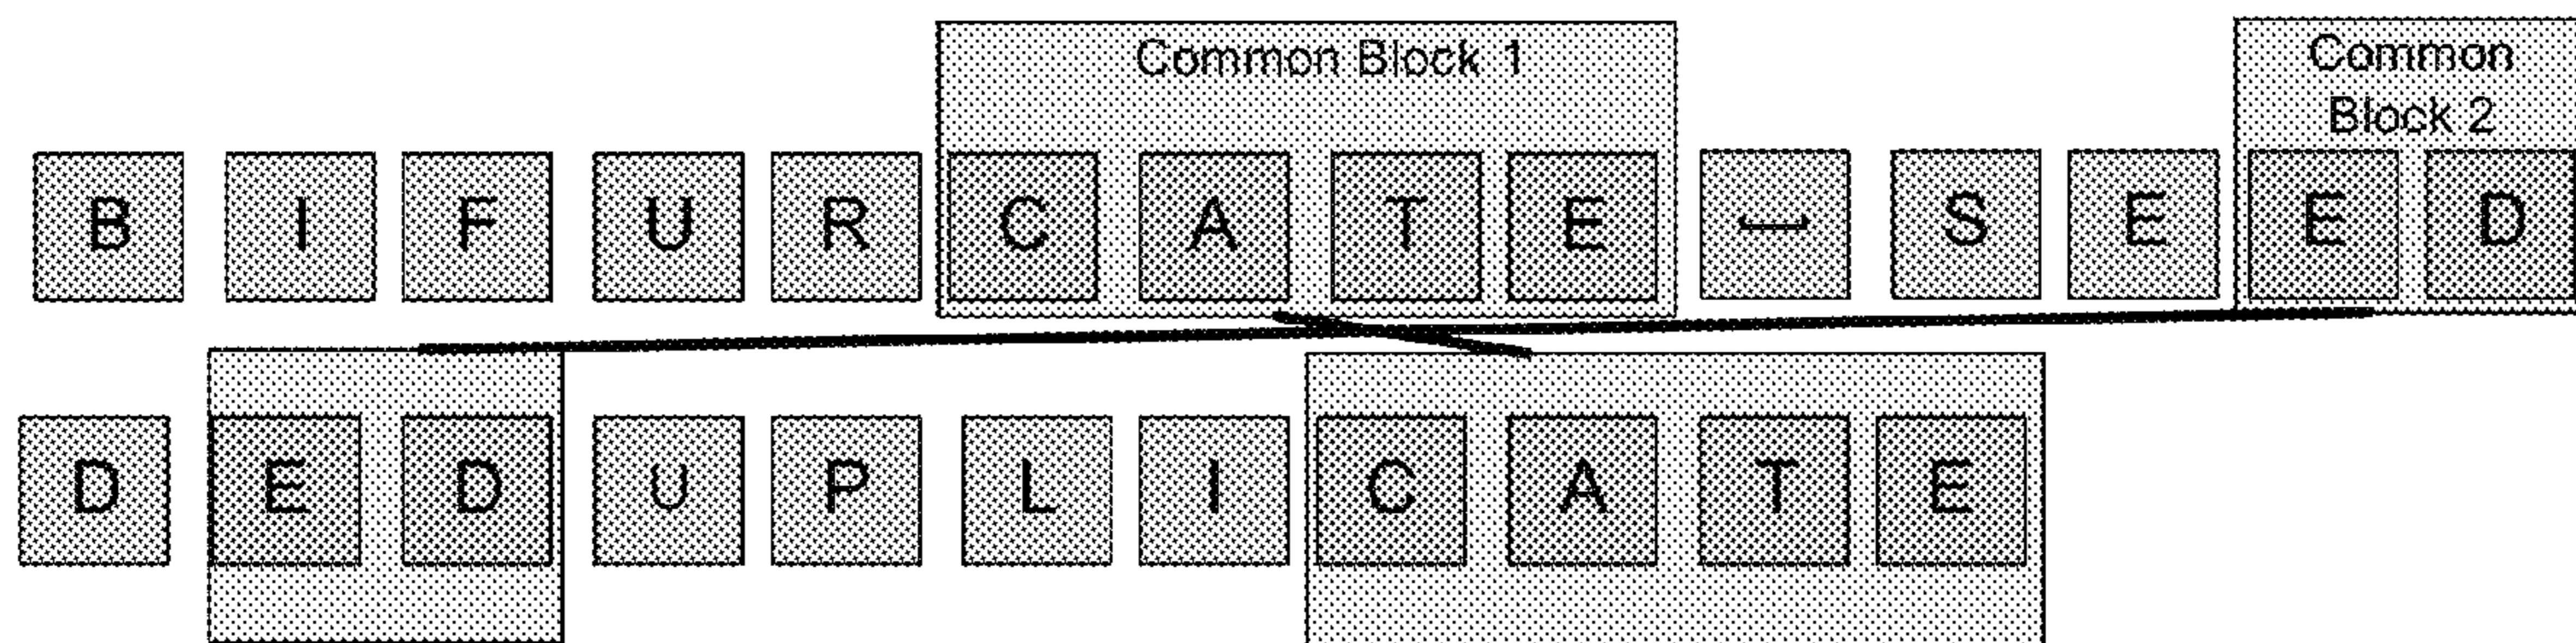 Common Block 1
Common
Block 2
B I F U R C A T E ⎵ S E E D
D E D U P L I C A T E